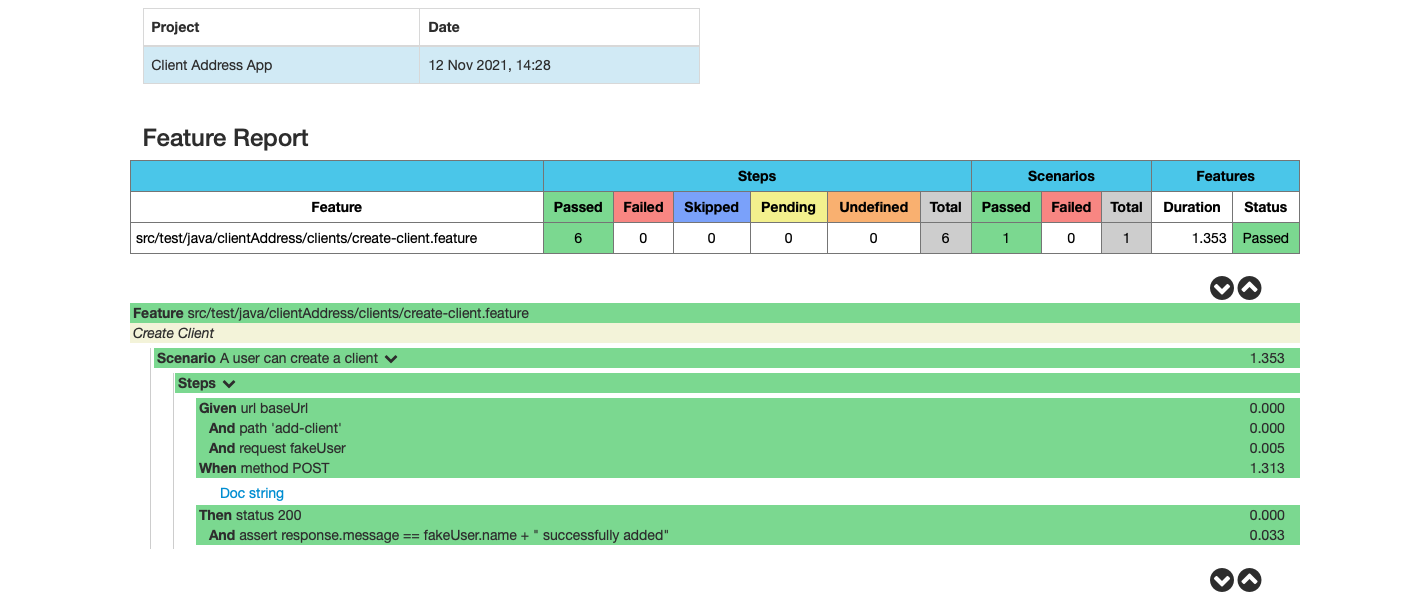 Project Date
Client Address App 12 Nov 2021, 14:28
Feature Report
Steps Scenarios Features
Feature Passed Failed Skipped Pending Undefined Total Passed Failed Total Duration Status
src/test/java/clientAddress/clients/create-client.feature 6 0 0 0 0 6 1 0 1 1.353 Passed
Feature src/test/java/clientAddress/clients/create-client.feature
Create Client
Scenario A user can create a client 1.353
Steps
Given url baseUrl 0.000
And path 'add-client' 0.000
And request fakeUser 0.005
When method POST 1.313
Doc string
Then status 200 0.000
And assert response.message == fakeUser.name + " successfully added" 0.033